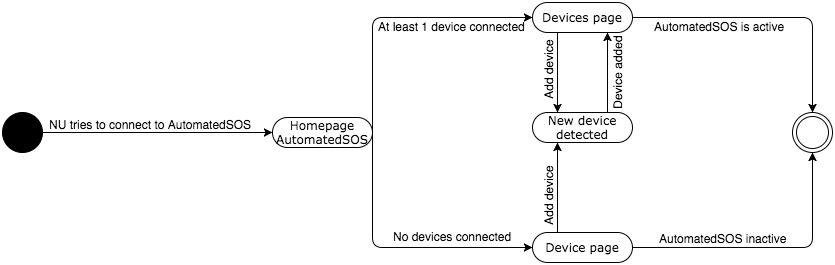 At least 1 device connected
Devices page
AutomatedSOS is active
Add device
Device added
NU tries to connect to AutomatedSOS
Homepage
AutomatedSOS
New device
detected
Add device
No devices connected
Device page
AutomatedSOS inactive